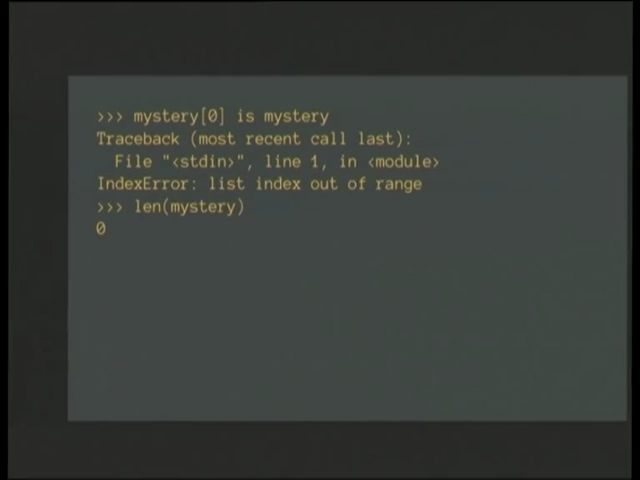 >>> mystery[0] is mystery
Traceback (most recent call last):
  File "<stdin>", line 1, in <module>
IndexError: list index out of range
>>> len(mystery)
0